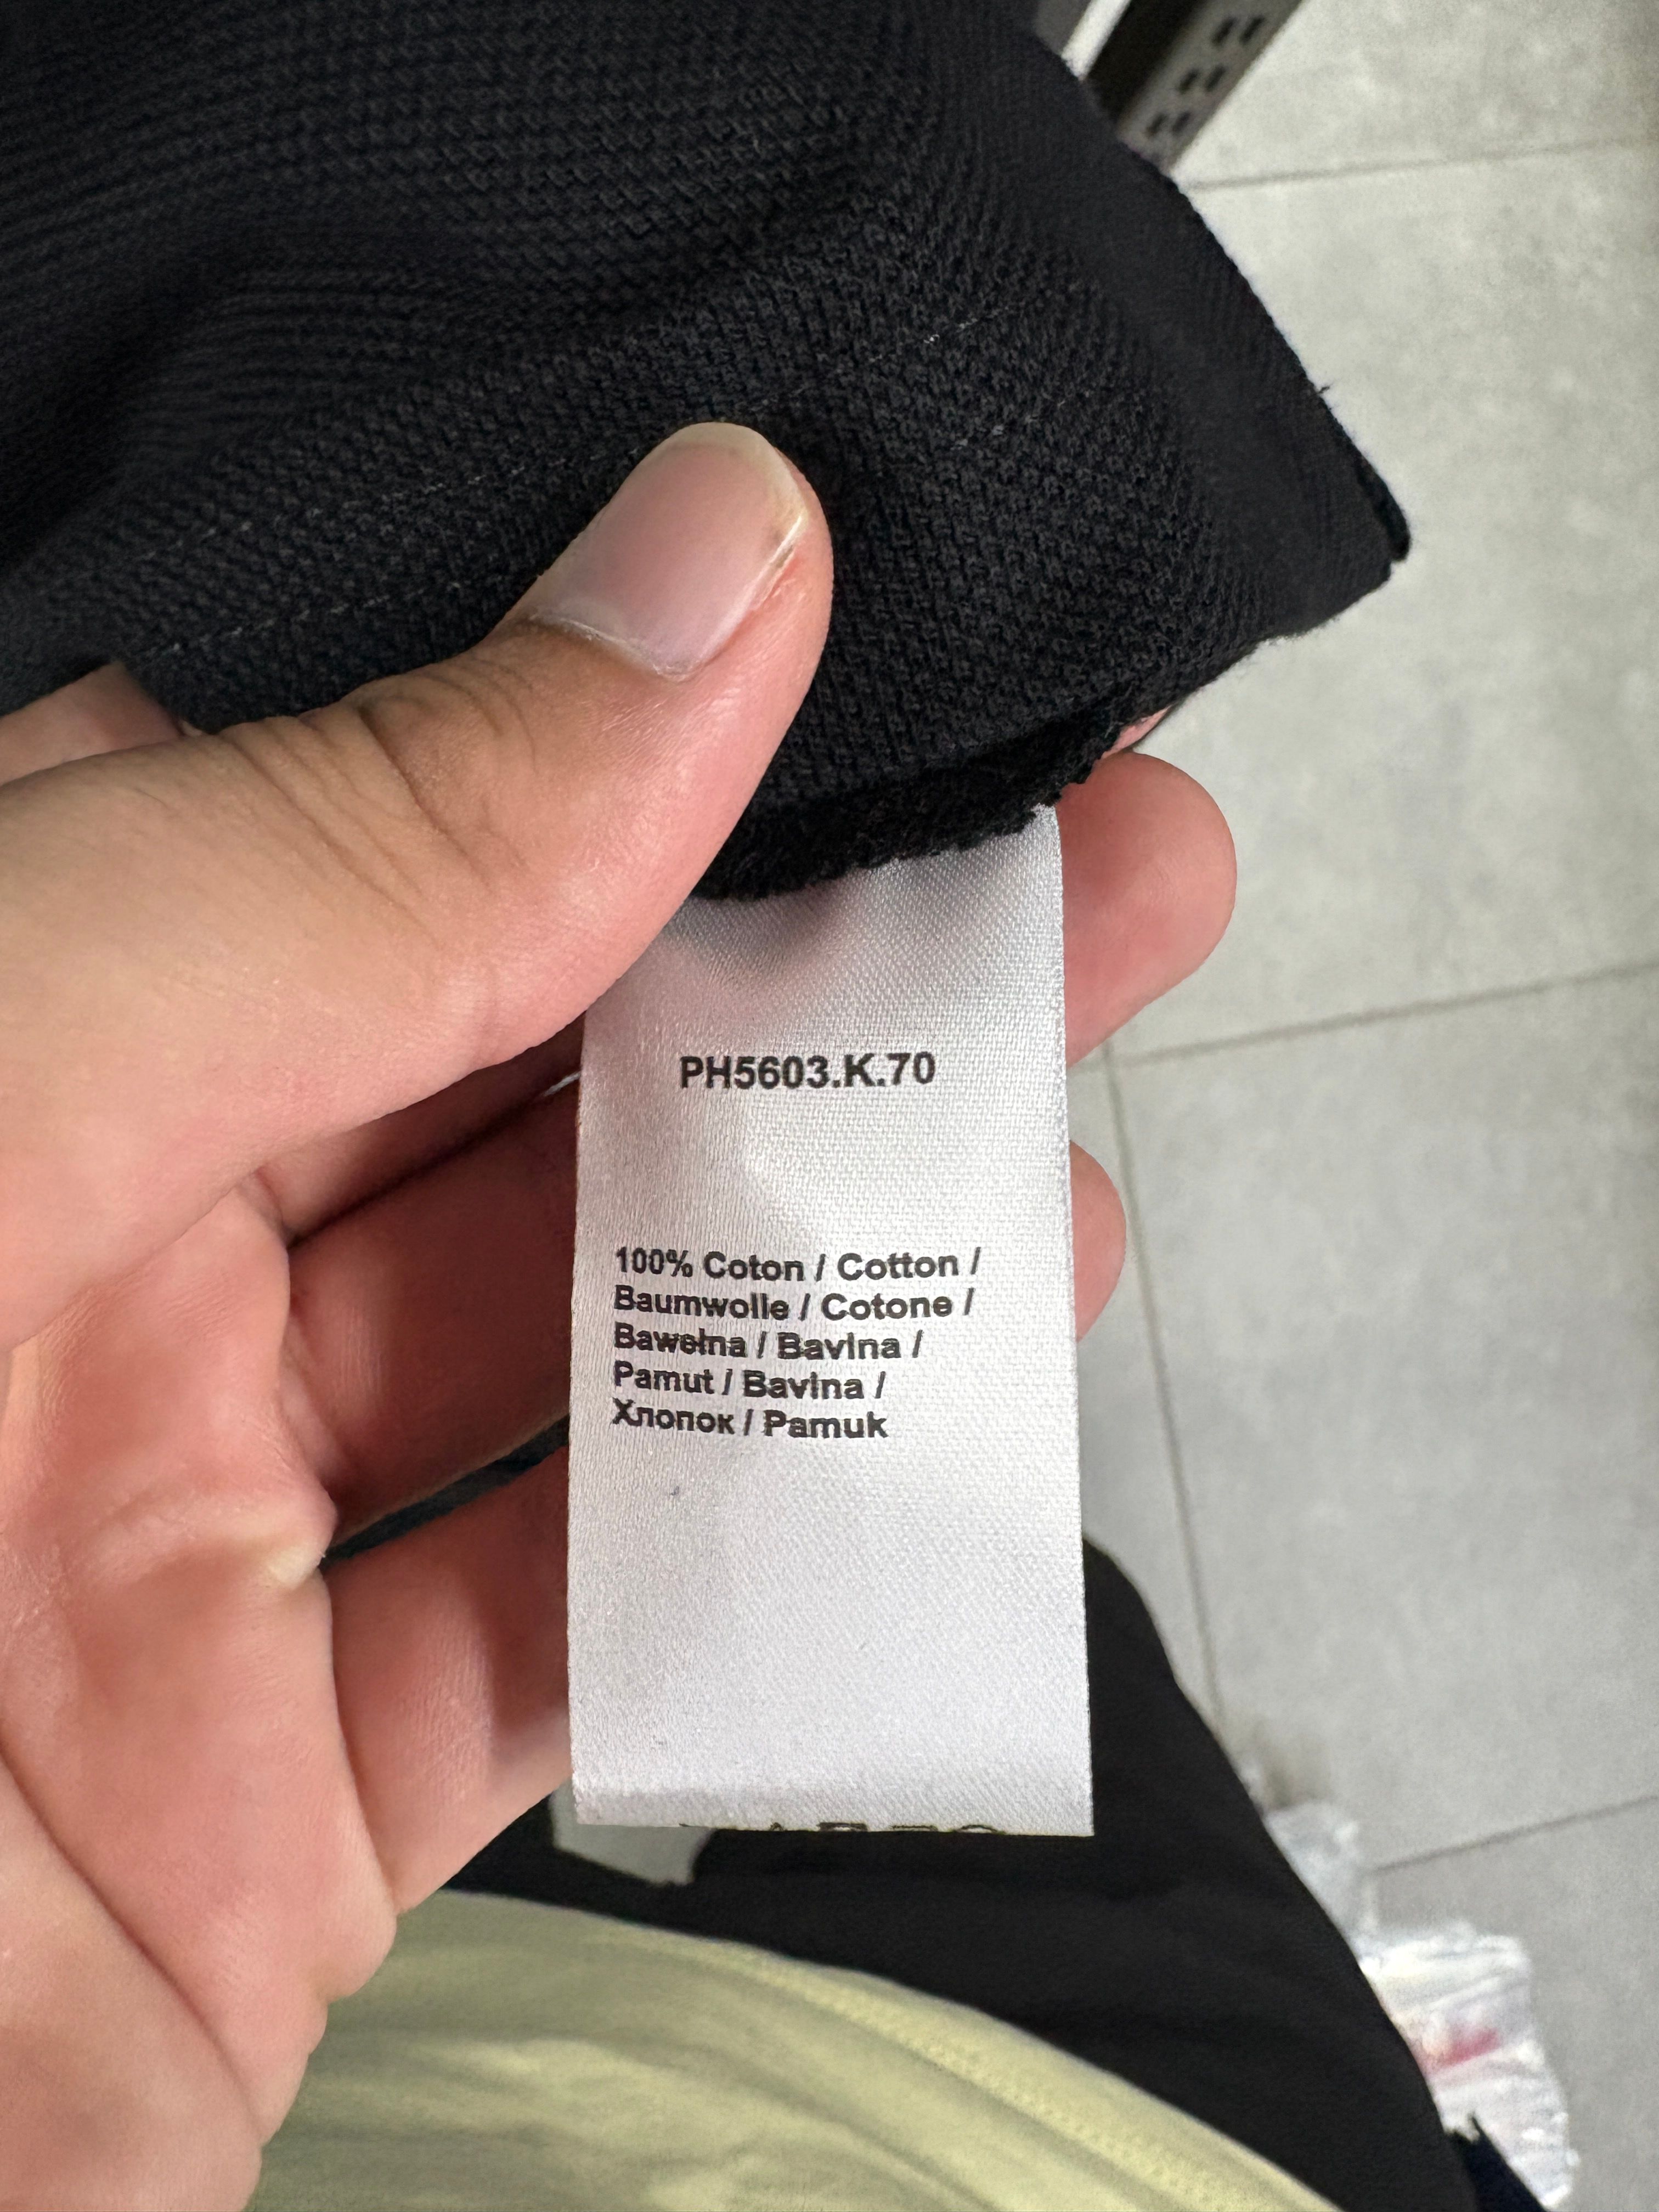 PH5603.K.70
100% Coton / Cotton /
Baumwolle / Cotone /
Bawełna / Bavlna /
Pamut / Bavlna /
Хлопок / Pamuk